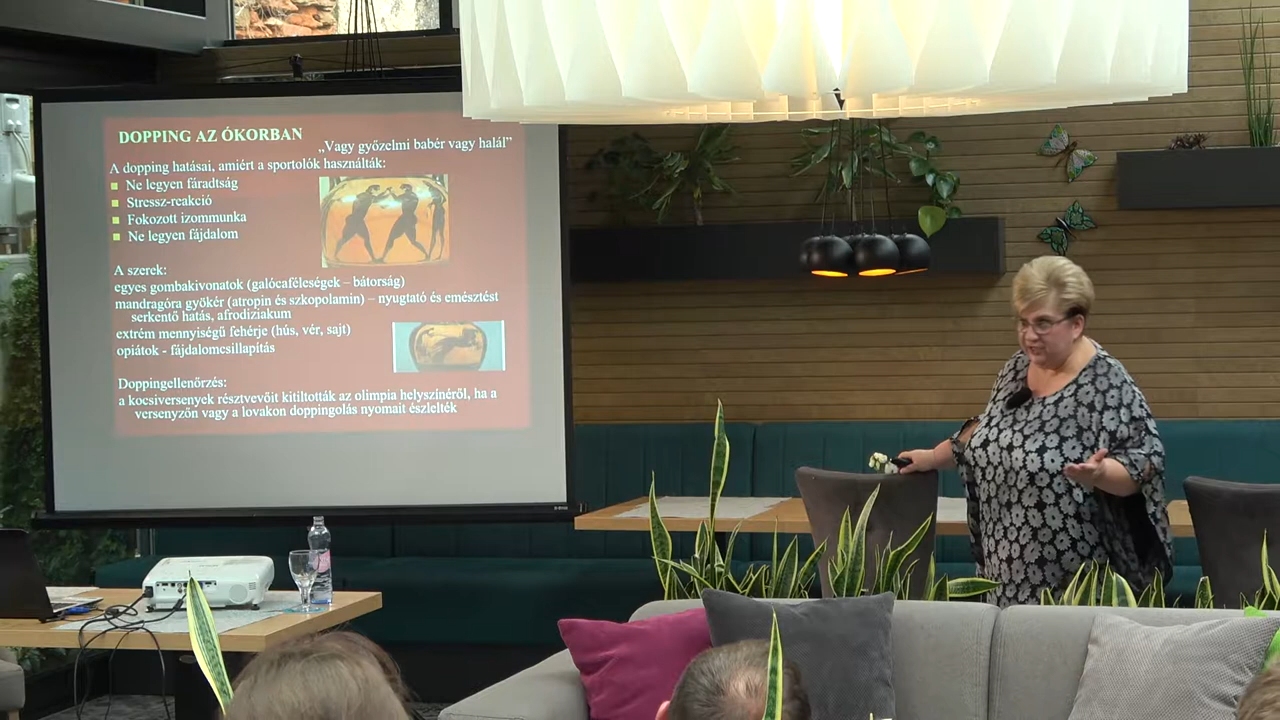 DOPPING AZ ÓKORBAN
„Vagy győzelmi babér vagy halál”
A dopping hatásai, amiért a sportolók használták:
Ne legyen fáradtság
Stressz-reakció
Fokozott izommunka
Ne legyen fájdalom
A szerek:
egyes gombakivonatok (galócaféleségek – bátorság)
mandragóra gyökér (atropin és szkopolamin) – nyugtató és emésztést
serkentő hatás, afrodiziakum
extrém mennyiségű fehérje (hús, vér, sajt)
opiátok - fájdalomcsillapítás
Doppingellenőrzés:
a kocsiversenyek résztvevőit kitiltották az olimpia helyszínéről, ha a
versenyzőn vagy a lovakon doppingolás nyomait észlelték